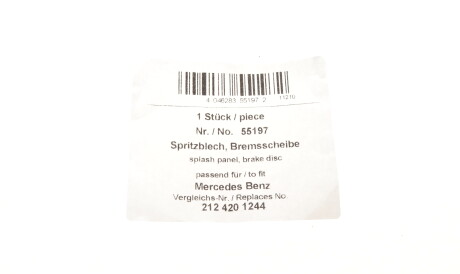 4 046283 55197 2
1 Stück / piece
Nr. / No. 55197
Spritzblech, Bremsscheibe
splash panel, brake disc
passend für / to fit
Mercedes Benz
Vergleichs-Nr. / Replaces No.
212 420 1244